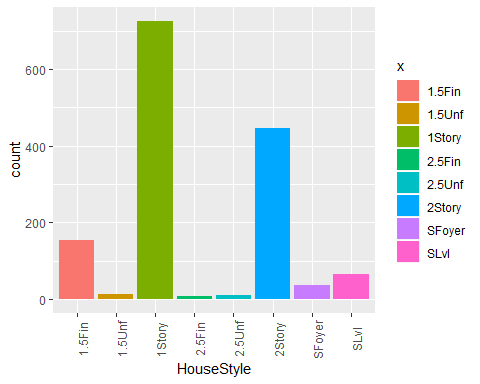 600
400
200
0
count
1.5Fin
1.5Unf
1Story
2.5Fin
2.5Unf
2Story
SFoyer
SLvl
HouseStyle
x
1.5Fin
1.5Unf
1Story
2.5Fin
2.5Unf
2Story
SFoyer
SLvl